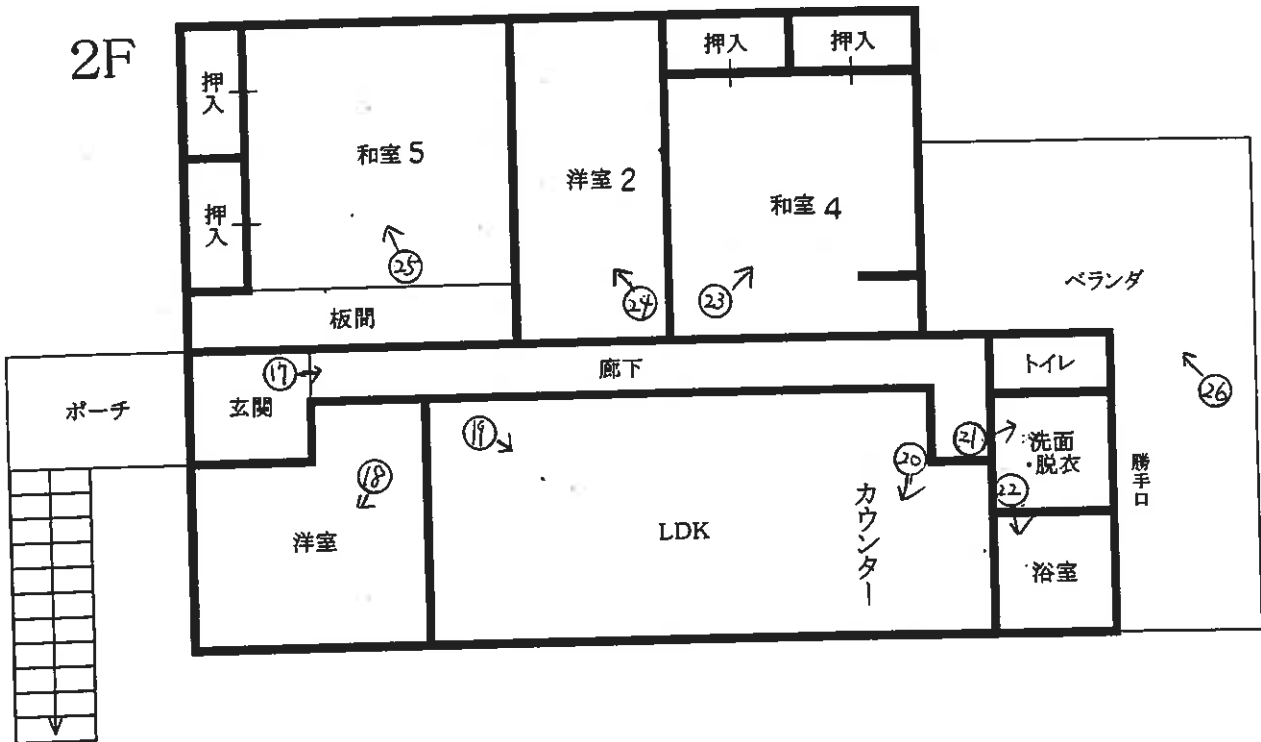 2F
押入
押入
押入
和室5
洋室2
和室4
押入
25
24
23
ベランダ
板間
17
廊下
トイレ
26
ポーチ
玄関
19
20
21
洗面
・脱衣
勝手口
18
22
カウンター
洋室
LDK
浴室